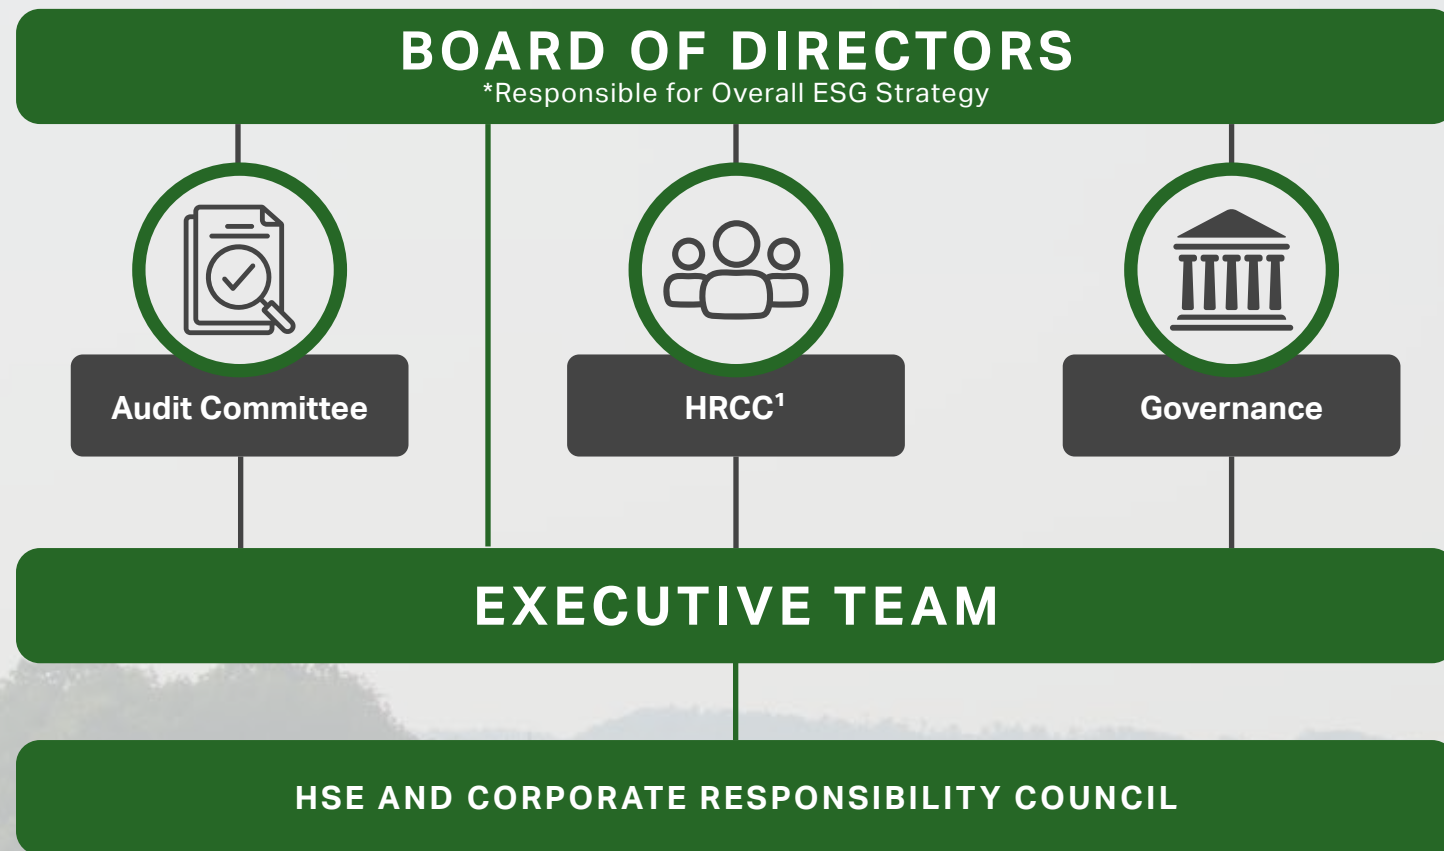 BOARD OF DIRECTORS
*Responsible for Overall ESG Strategy
Audit Committee
HRCC¹
Governance
EXECUTIVE TEAM
HSE AND CORPORATE RESPONSIBILITY COUNCIL